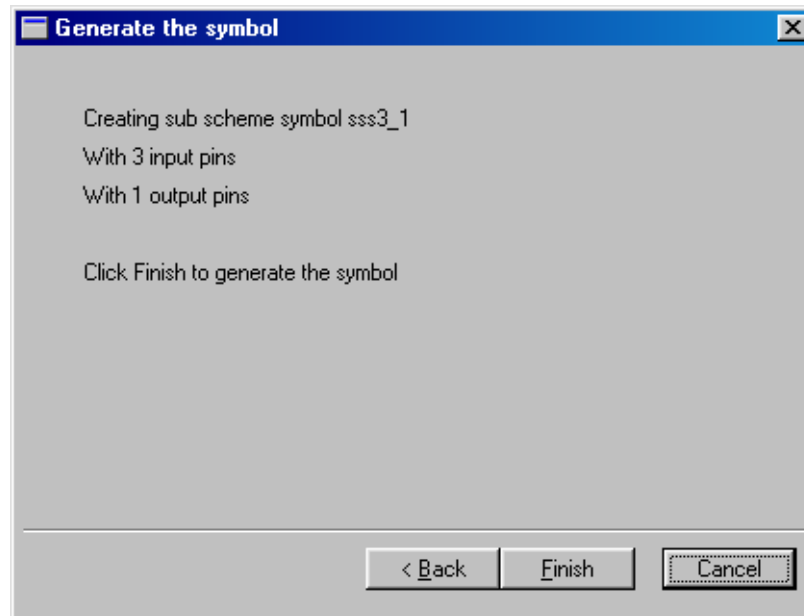 Generate the symbol
Creating sub scheme symbol sss3_1
With 3 input pins
With 1 output pins
Click Finish to generate the symbol
< Back
Finish
Cancel